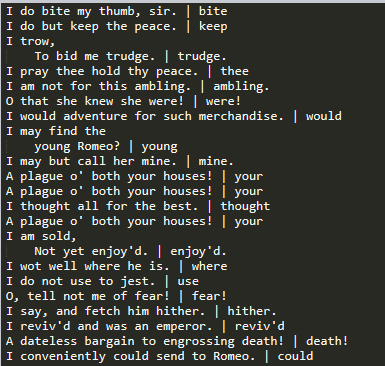 I do bite my thumb, sir. | bite
I do but keep the peace. | keep
I trow,
    To bid me trudge. | trudge.
I pray thee hold thy peace. | thee
I am not for this ambling. | ambling.
O that she knew she were! | were!
I would adventure for such merchandise. | would
I may find the
    young Romeo? | young
I may but call her mine. | mine.
A plague o' both your houses! | your
A plague o' both your houses! | your
I thought all for the best. | thought
A plague o' both your houses! | your
I am sold,
    Not yet enjoy'd. | enjoy'd.
I wot well where he is. | where
I do not use to jest. | use
O, tell not me of fear! | fear!
I say, and fetch him hither. | hither.
I reviv'd and was an emperor. | reviv'd
A dateless bargain to engrossing death! | death!
I conveniently could send to Romeo. | could